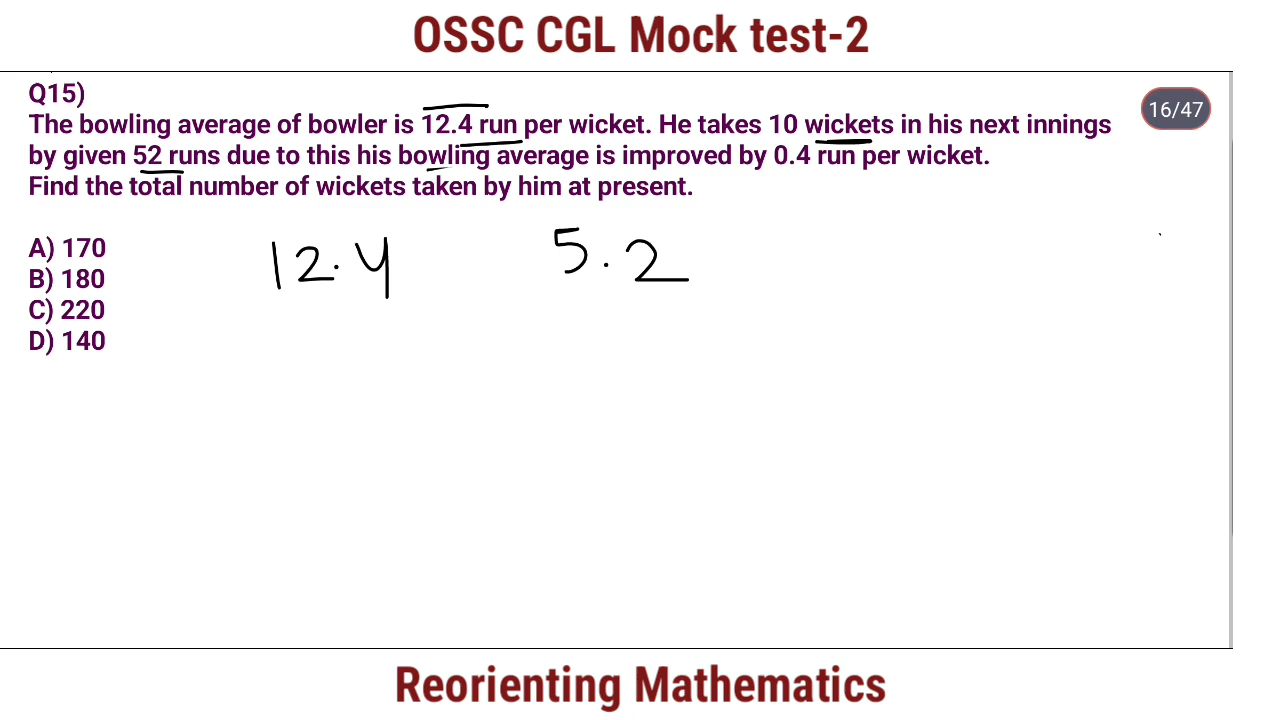 OSSC CGL Mock test-2
Q15)
16/47
The bowling average of bowler is 12.4 run per wicket. He takes 10 wickets in his next innings
by given 52 runs due to this his bowling average is improved by 0.4 run per wicket.
Find the total number of wickets taken by him at present.
A) 170
B) 180
C) 220
D) 140
12.4 5.2
Reorienting Mathematics